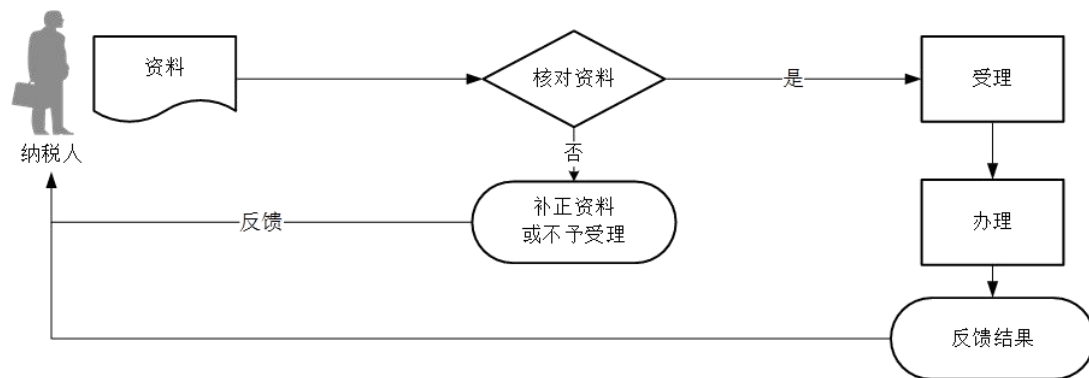 资料
核对资料
是
受理
纳税人
否
补正资料
或不予受理
反馈
办理
反馈结果